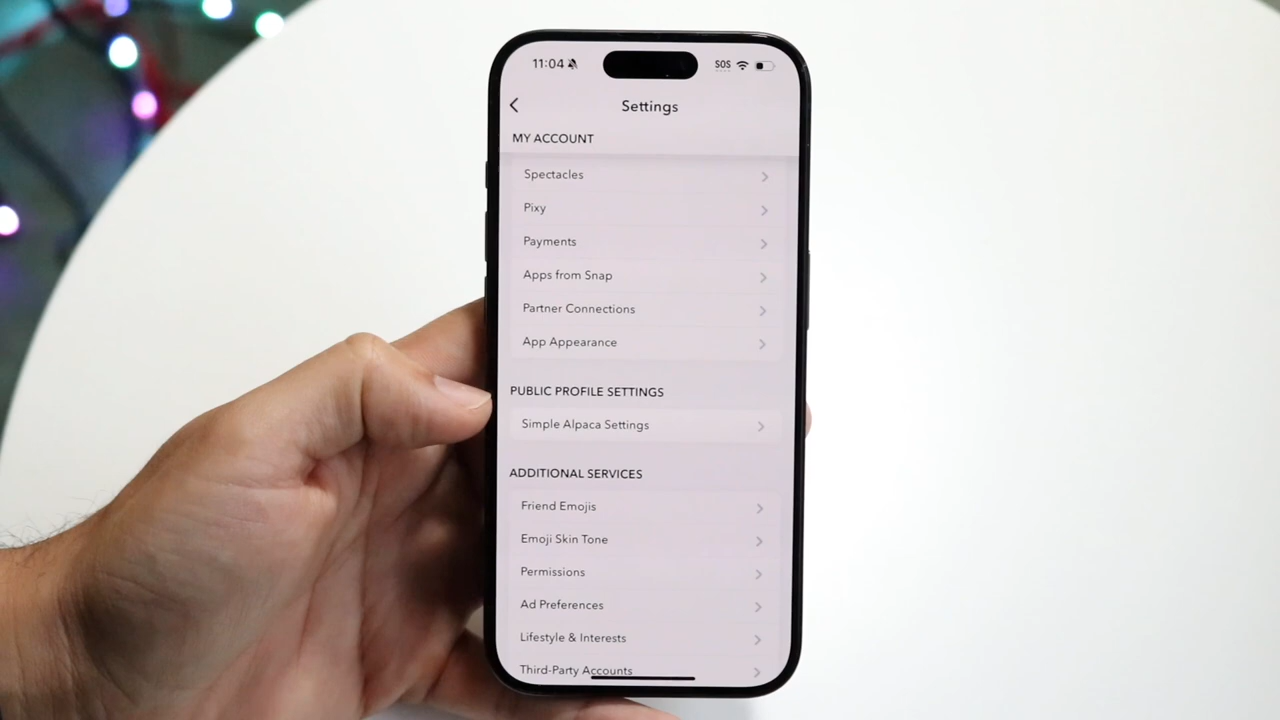 11:04
SOS
Settings
MY ACCOUNT
Spectacles
Pixy
Payments
Apps from Snap
Partner Connections
App Appearance
PUBLIC PROFILE SETTINGS
Simple Alpaca Settings
ADDITIONAL SERVICES
Friend Emojis
Emoji Skin Tone
Permissions
Ad Preferences
Lifestyle & Interests
Third-Party Accounts